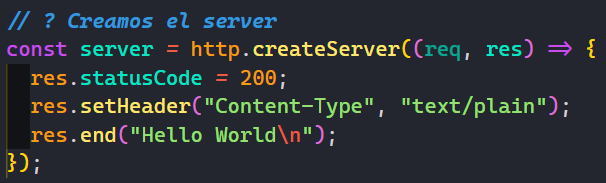 // ? Creamos el server
const server = http.createServer((req, res) => {
  res.statusCode = 200;
  res.setHeader("Content-Type", "text/plain");
  res.end("Hello World\n");
});